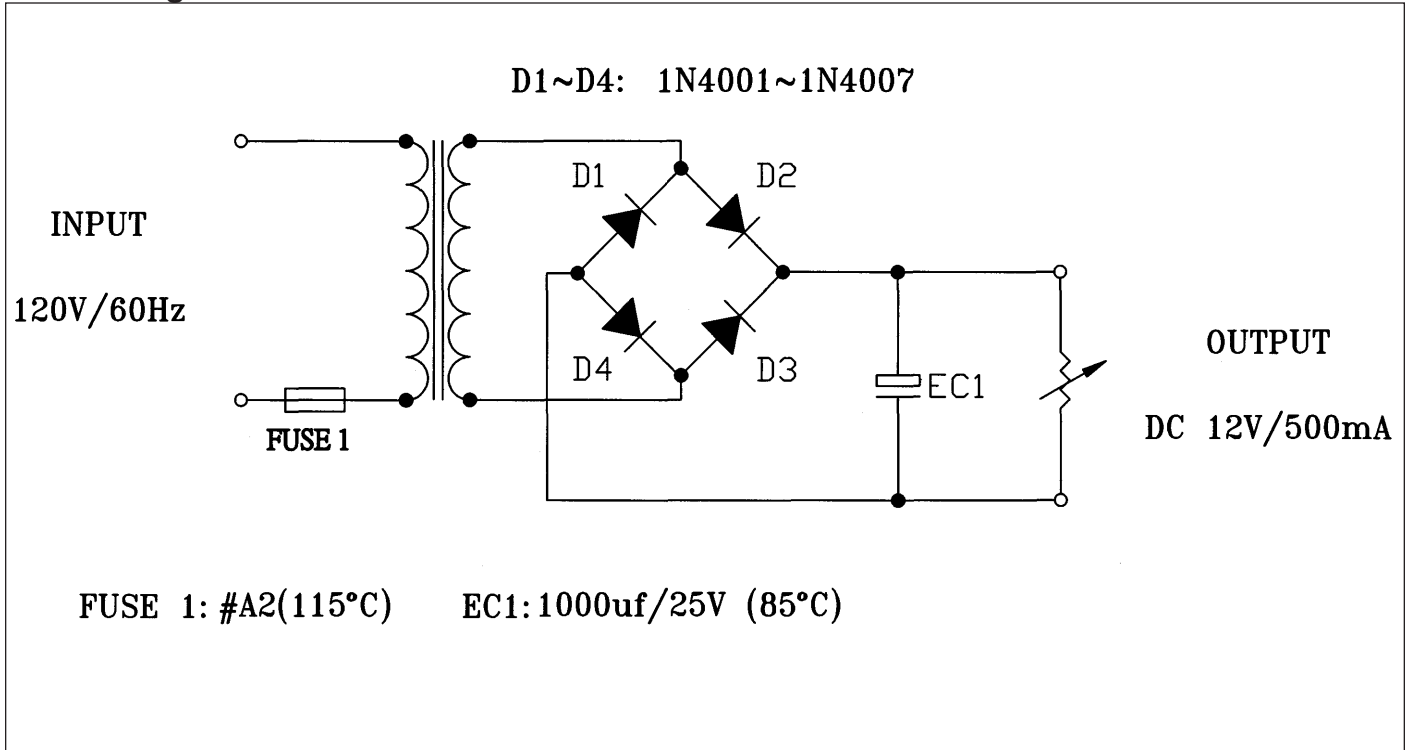 D1~D4: 1N4001~1N4007
D1
D2
INPUT
120V/60Hz
D4
D3
EC1
OUTPUT
DC 12V/500mA
FUSE 1
FUSE 1: #A2(115°C)
EC1:1000uf/25V (85°C)